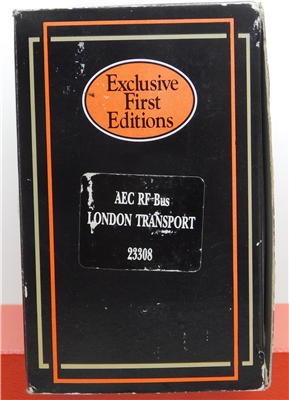 Exclusive
First
Editions
AEC RF Bus
LONDON TRANSPORT
23308